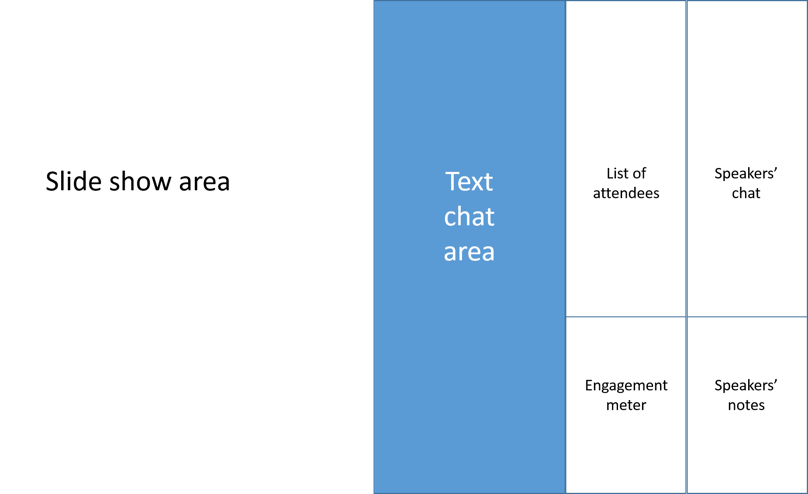 Slide show area
Text
chat
area
List of
attendees
Speakers’
chat
Engagement
meter
Speakers’
notes